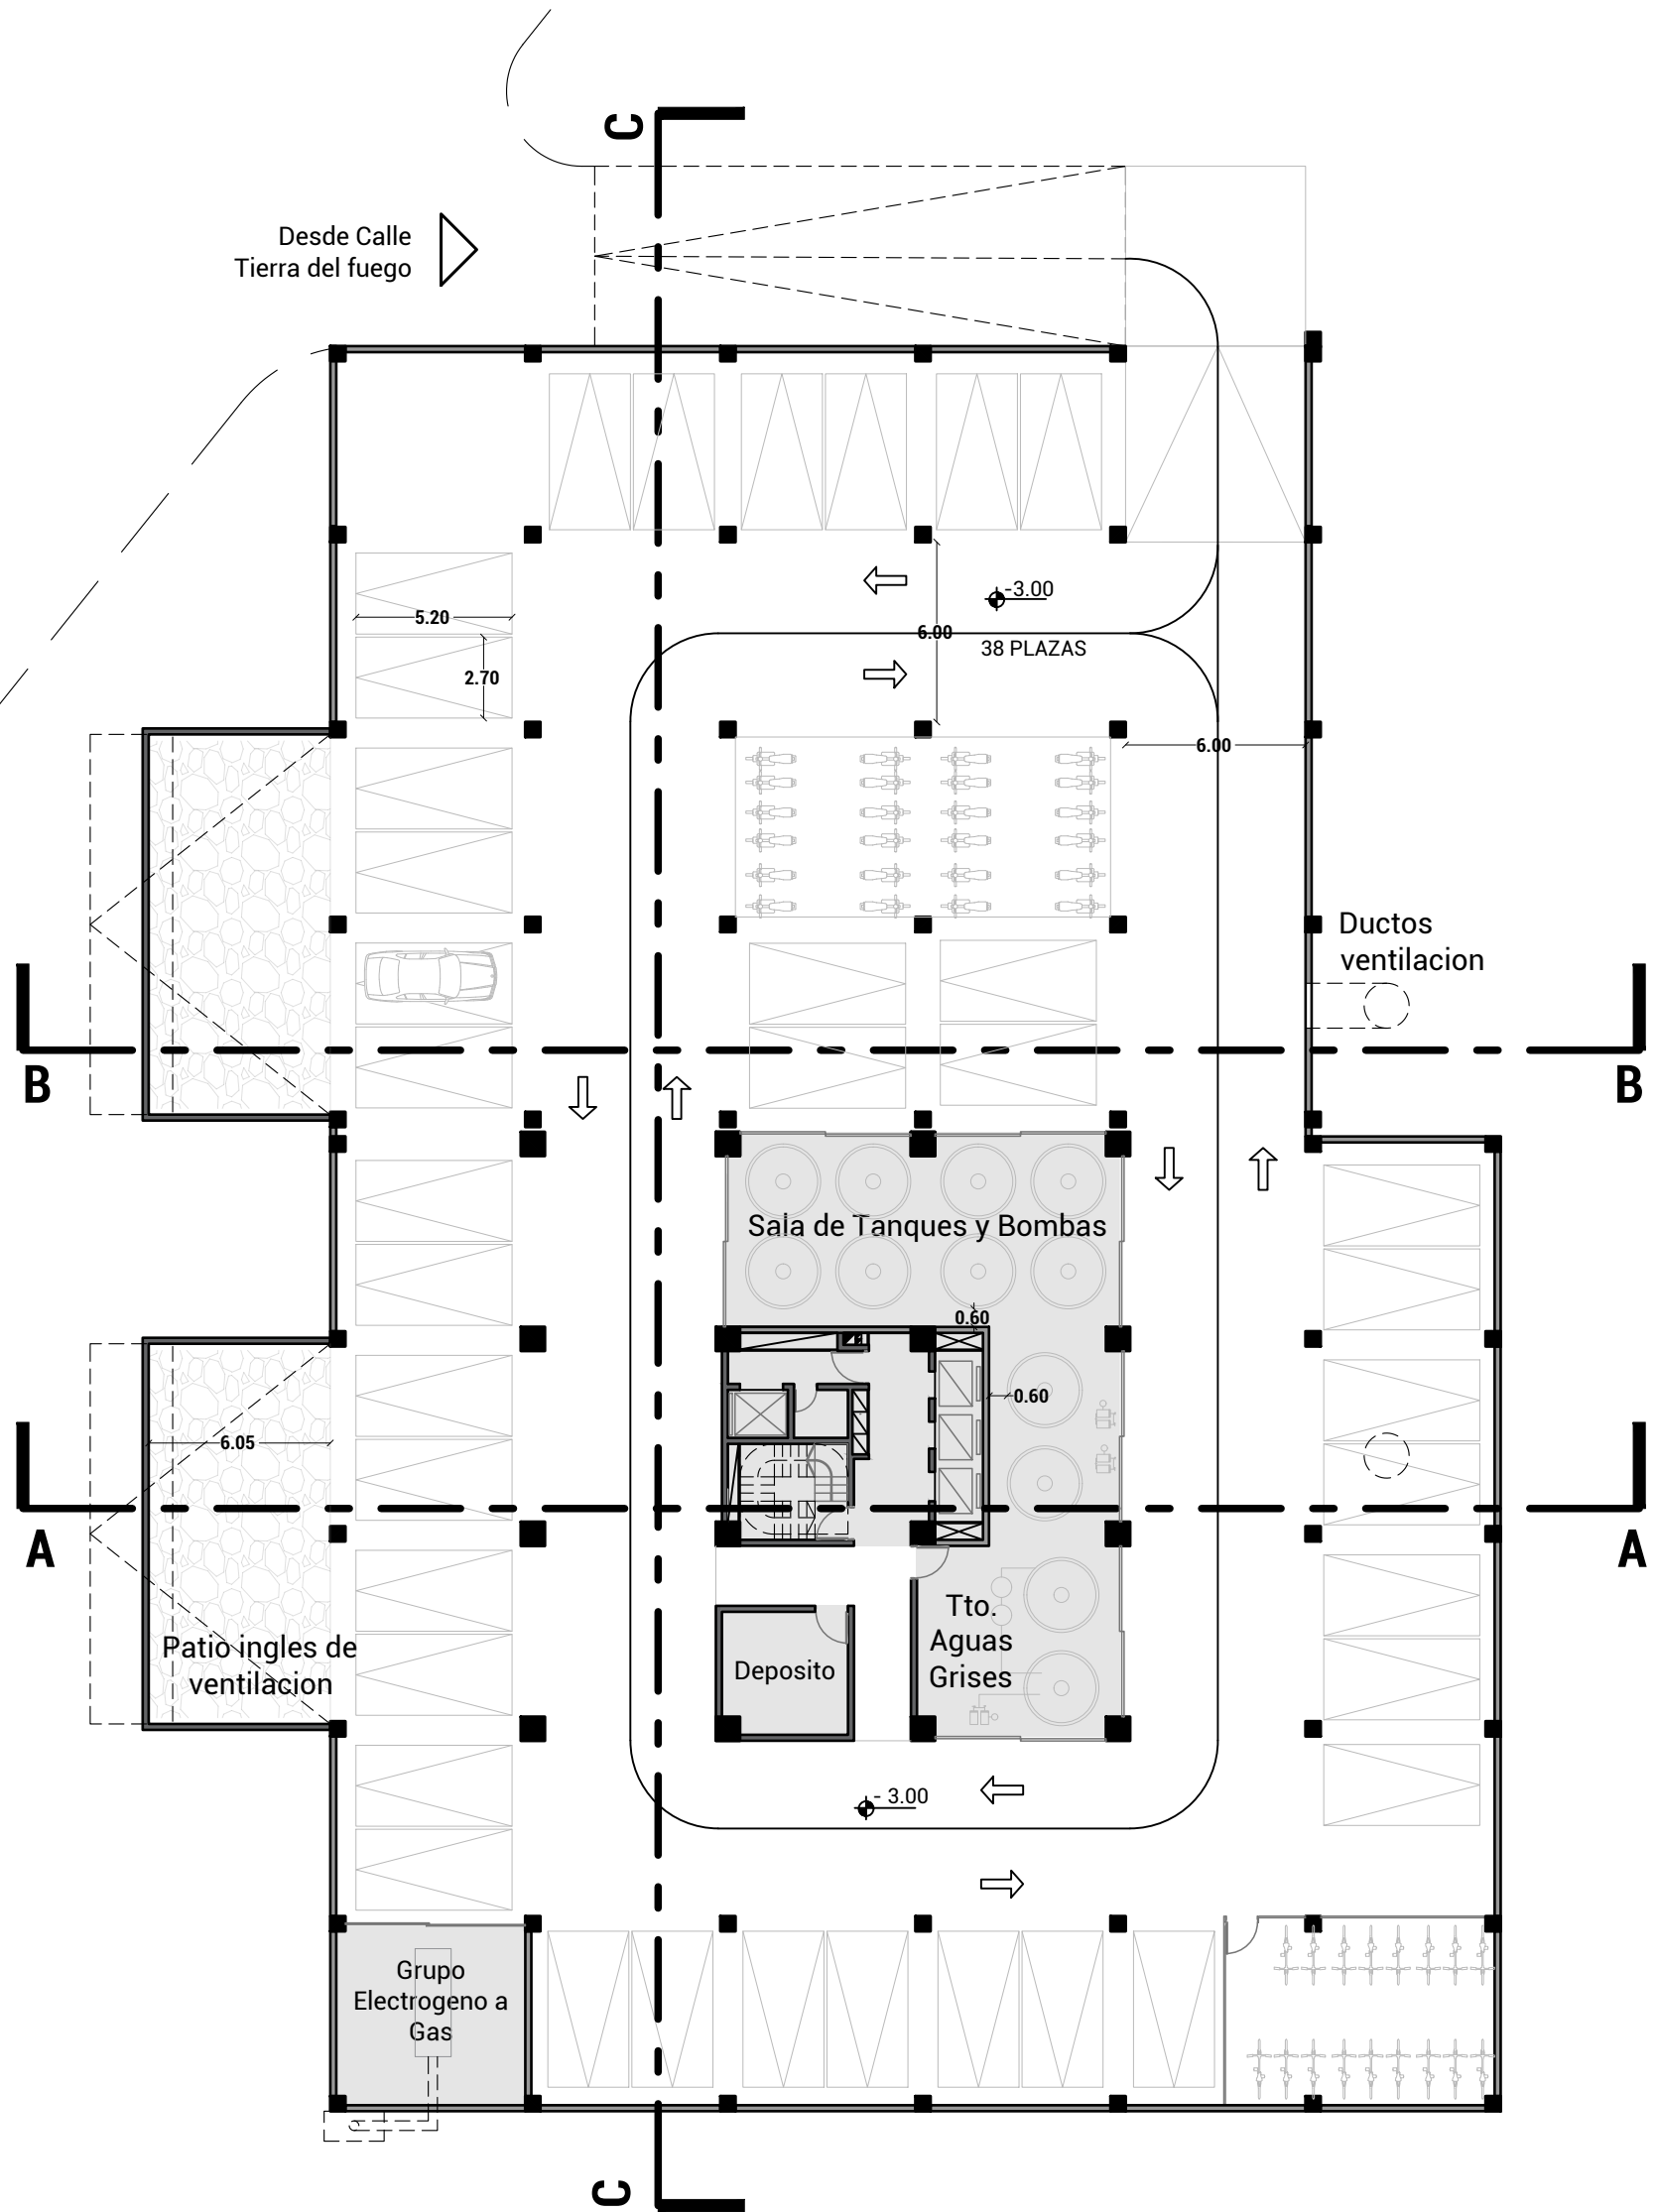 C
Desde Calle
Tierra del fuego
-3.00
5.20
6.00
38 PLAZAS
2.70
6.00
Ductos
ventilacion
B
B
Sala de Tanques y Bombas
0.60
0.60
6.05
A
A
Tto.
Aguas
Grises
Patio ingles de
ventilacion
Deposito
- 3.00
Grupo
Electrogeno a
Gas
C